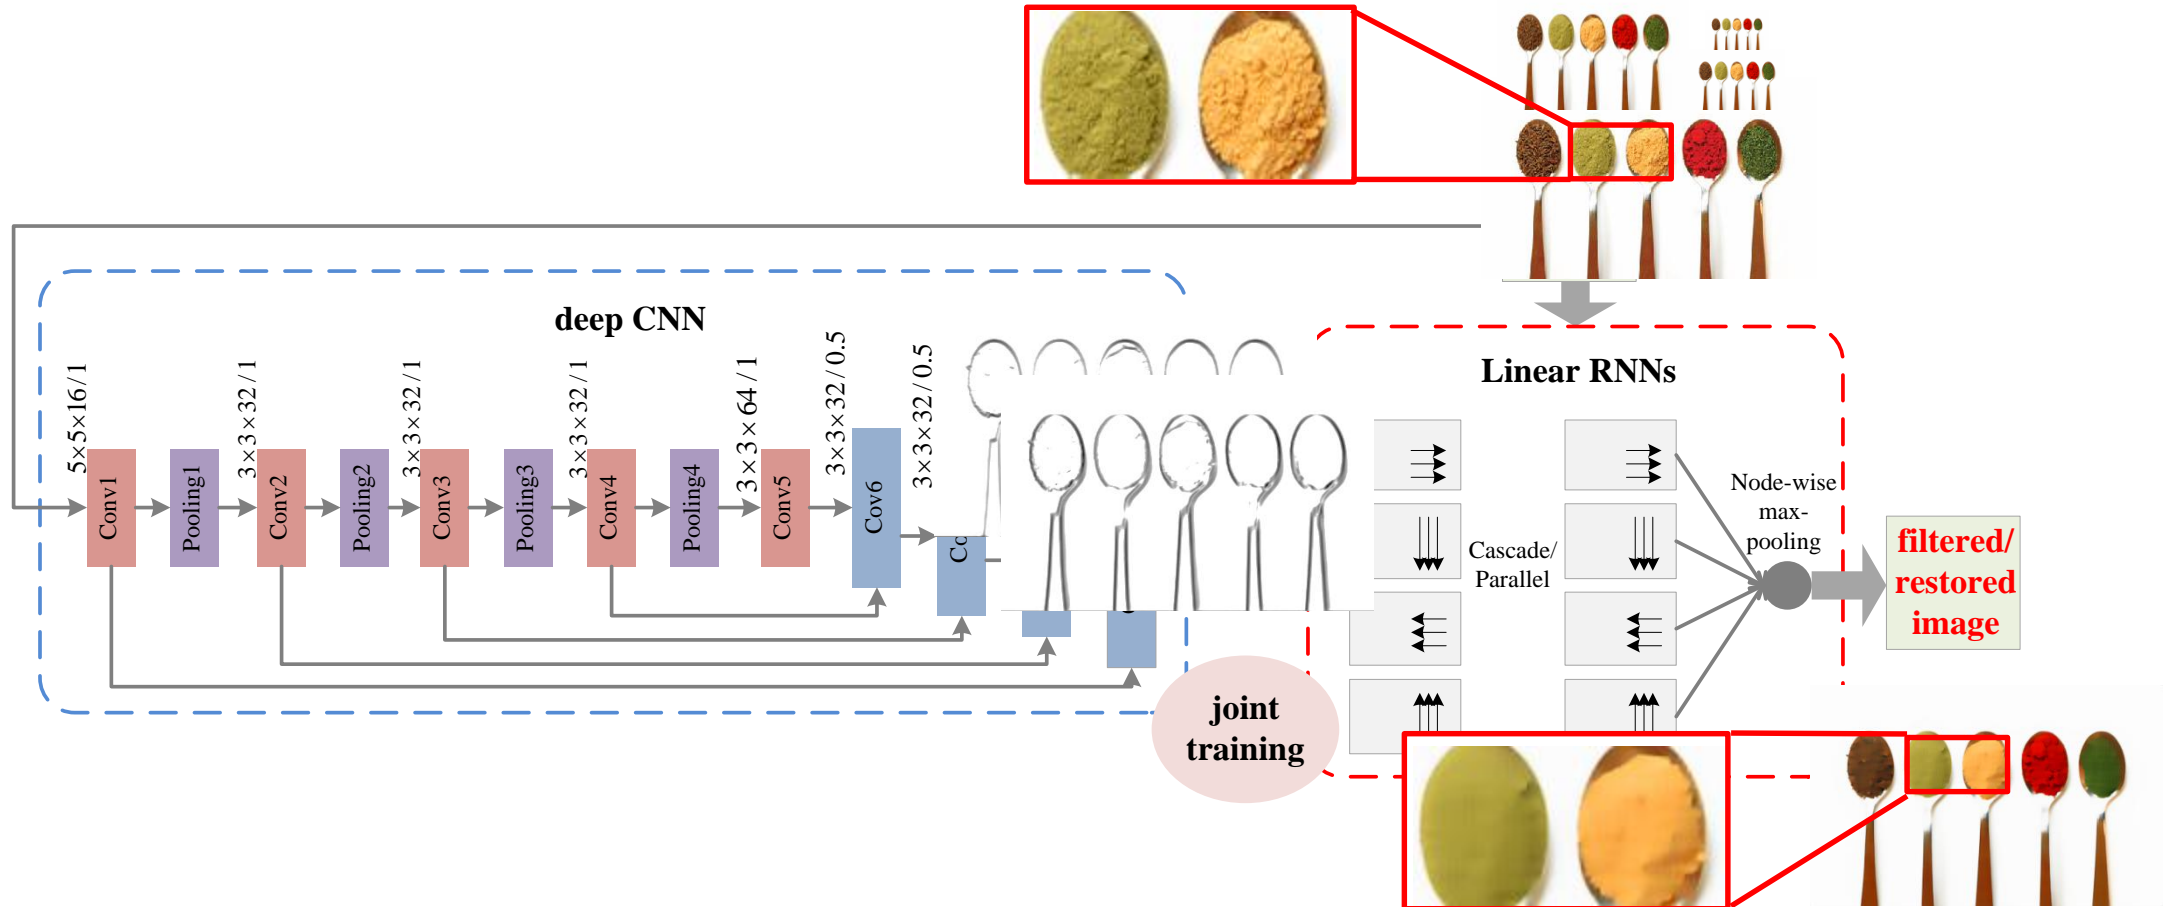 deep CNN
5×5×16/1
3×3×32/1
3×3×32/1
3×3×32/1
3×3×64/1
3×3×32/0.5
3×3×32/0.5
Conv1
Pooling1
Conv2
Pooling2
Conv3
Pooling3
Conv4
Pooling4
Conv5
Cov6
Linear RNNs
Cascade/
Parallel
Node-wise
max-
pooling
filtered/
restored
image
joint
training